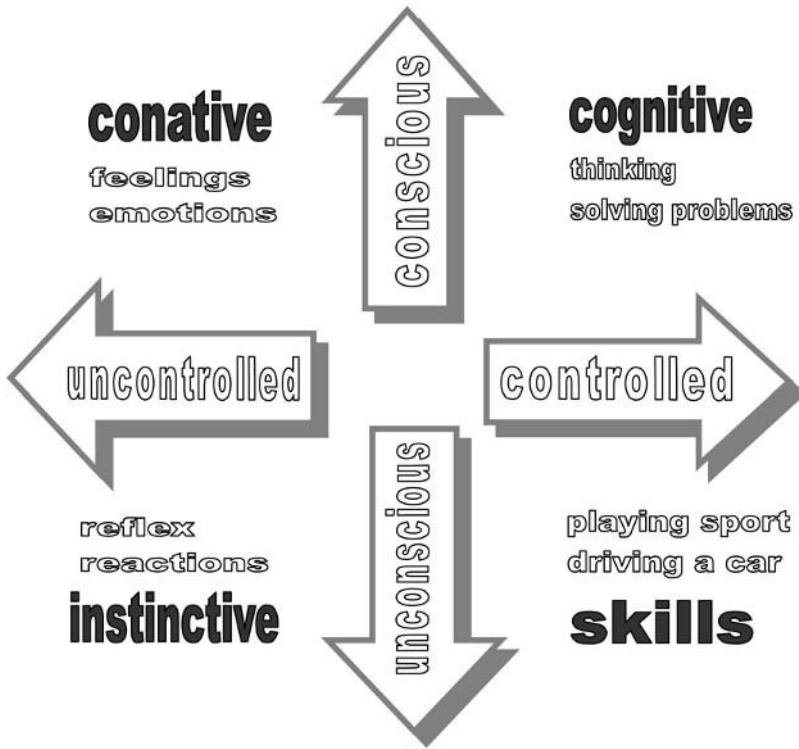 conscious
conative
feelings
emotions
cognitive
thinking
solving problems
uncontrolled
controlled
unconscious
reflex
reactions
instinctive
playing sport
driving a car
skills